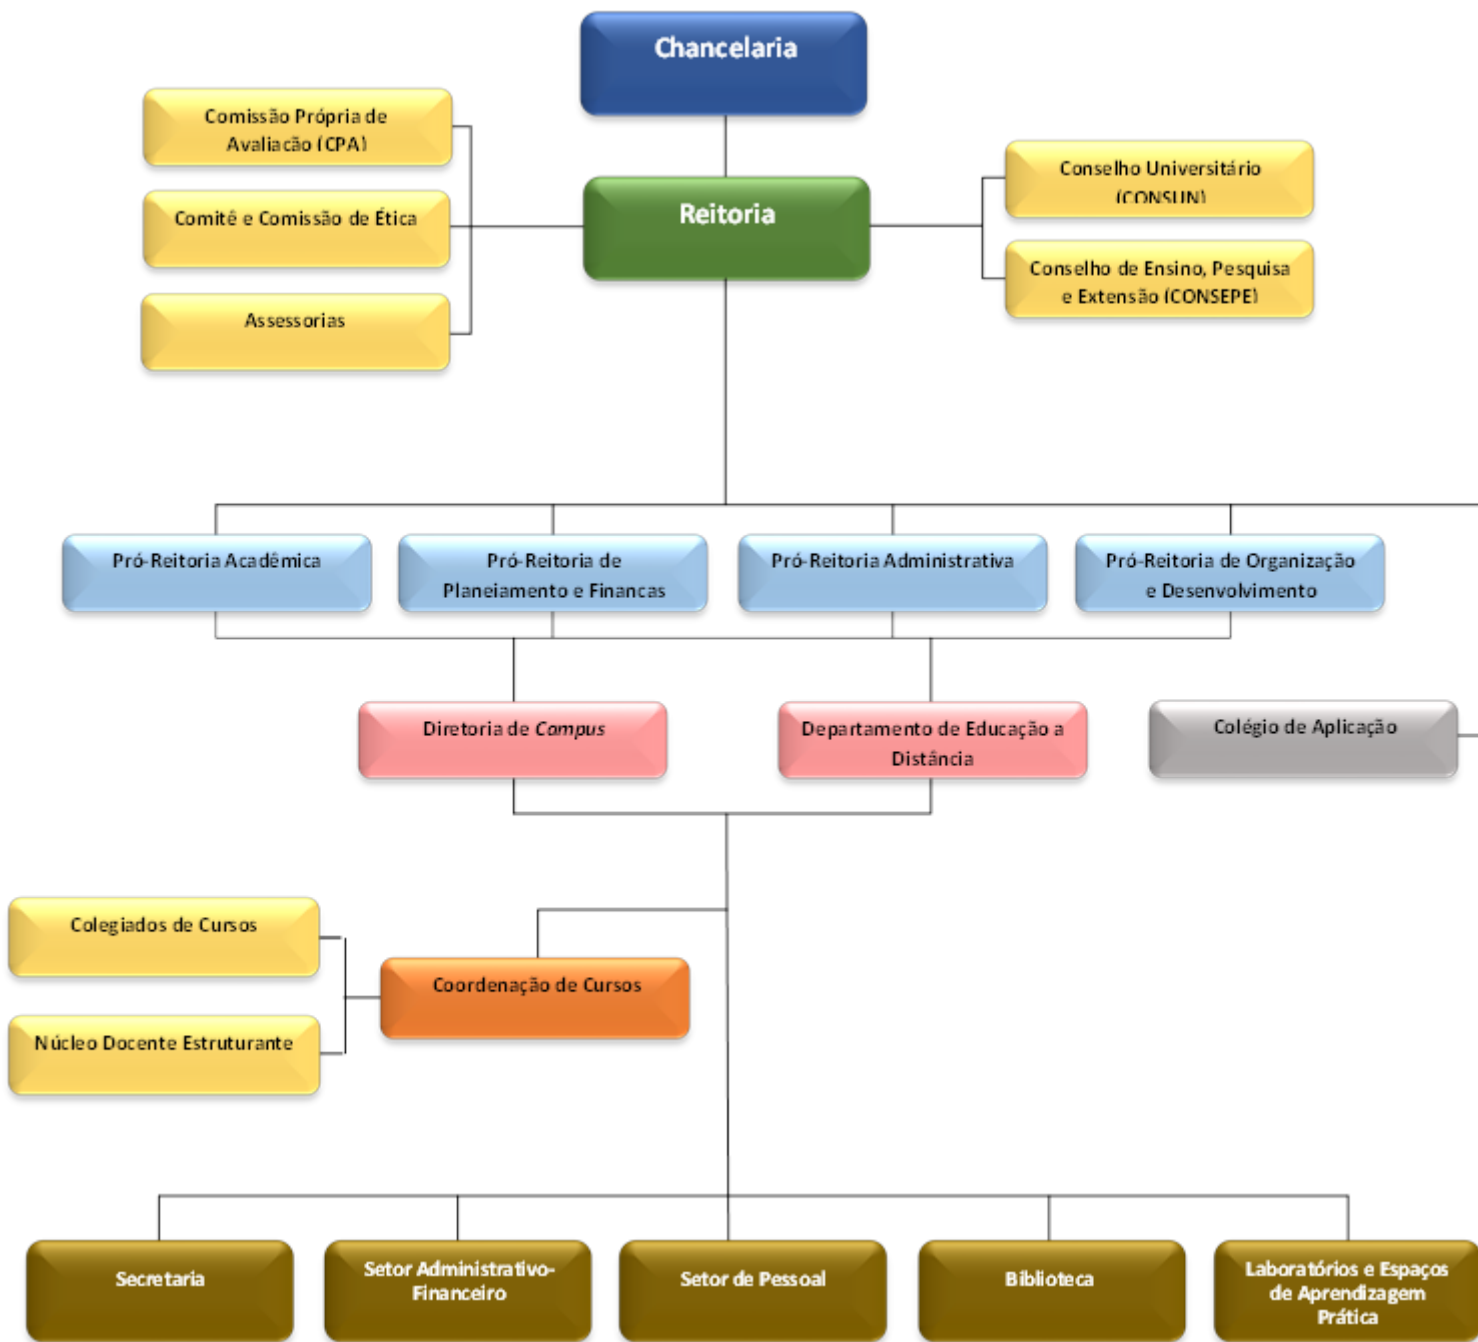 Chancelaria
Comissão Própria de
Avaliação (CPA)
Reitoria
Conselho Universitário
(CONSUN)
Comitê e Comissão de Ética
Conselho de Ensino, Pesquisa
e Extensão (CONSEPE)
Assessorias
Pró-Reitoria Acadêmica
Pró-Reitoria de
Planejamento e Finanças
Pró-Reitoria Administrativa
Pró-Reitoria de Organização
e Desenvolvimento
Diretoria de Campus
Departamento de Educação a
Distância
Colégio de Aplicação
Colegiados de Cursos
Coordenação de Cursos
Núcleo Docente Estruturante
Secretaria
Setor Administrativo-
Financeiro
Setor de Pessoal
Biblioteca
Laboratórios e Espaços
de Aprendizagem
Prática